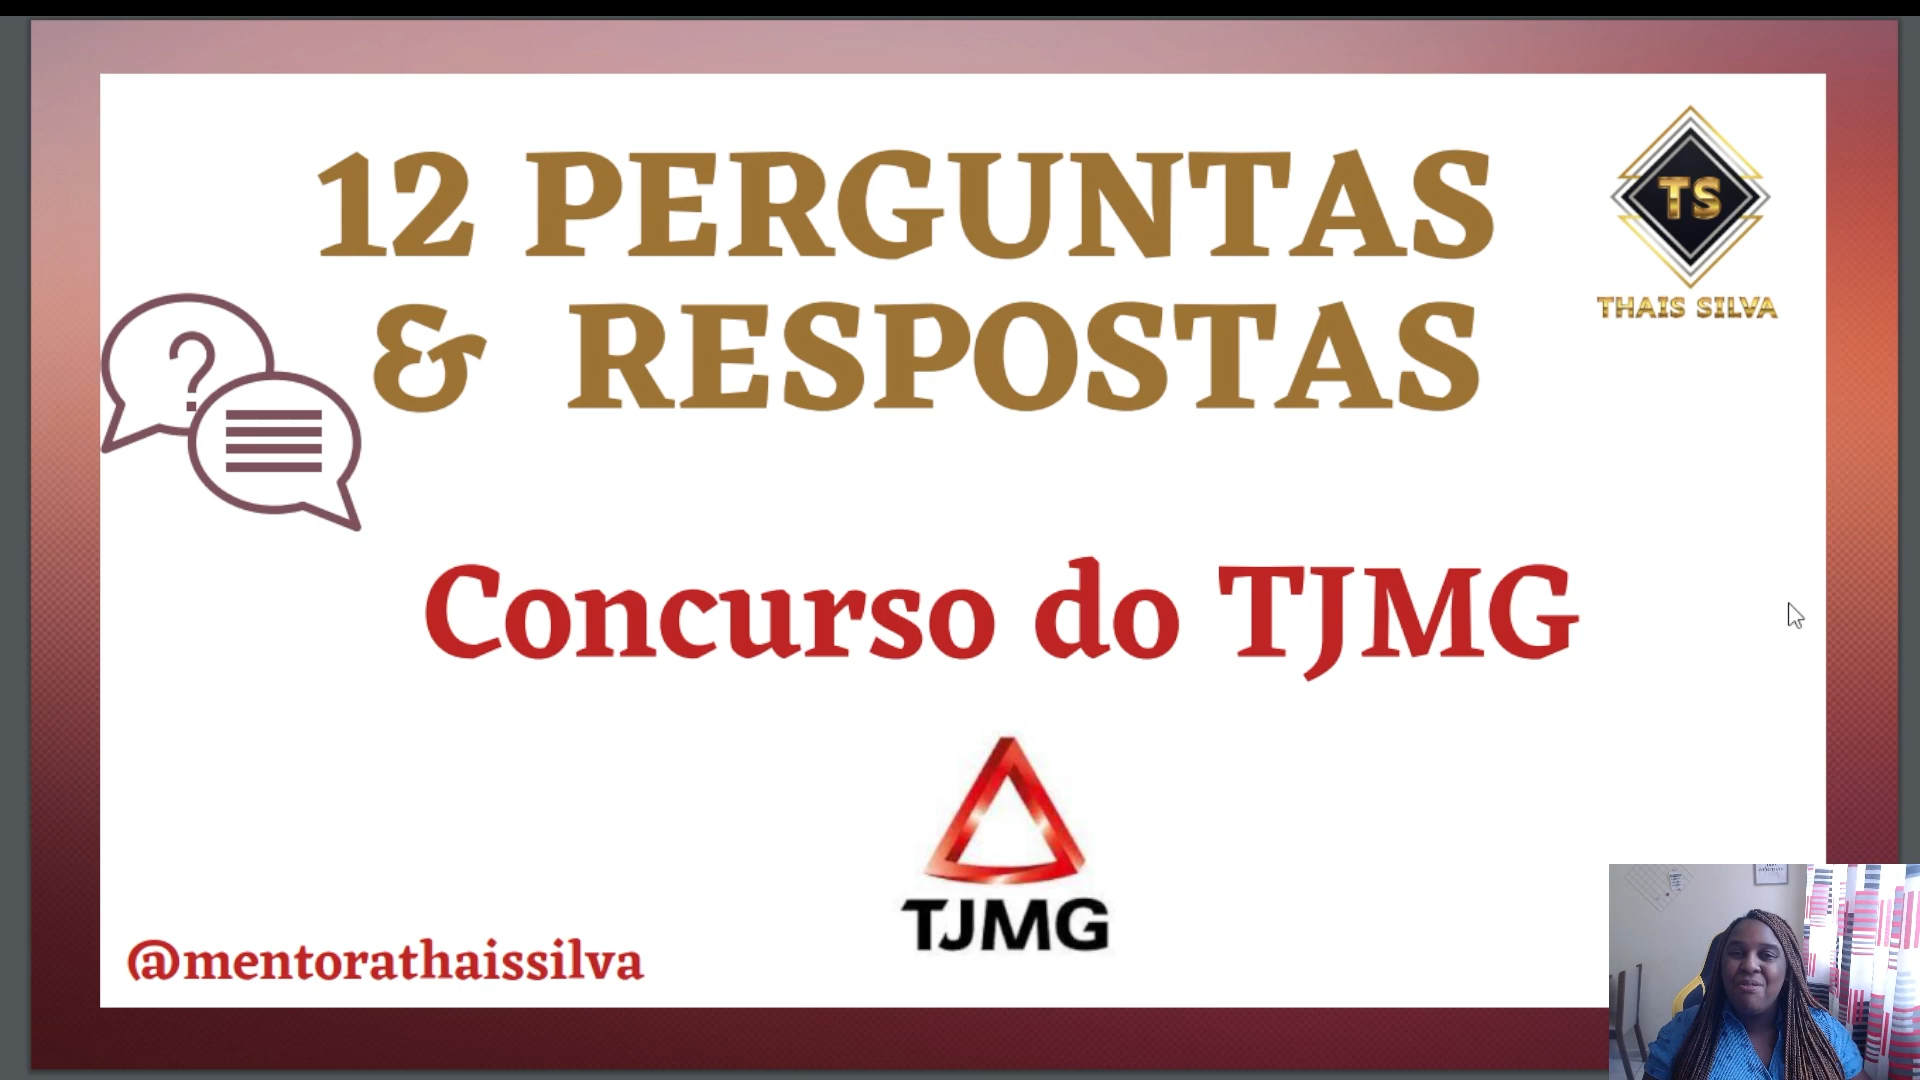 12 PERGUNTAS
& RESPOSTAS
TS
THAIS SILVA
?
Concurso do TJMG
TJMG
@mentorathaissilva